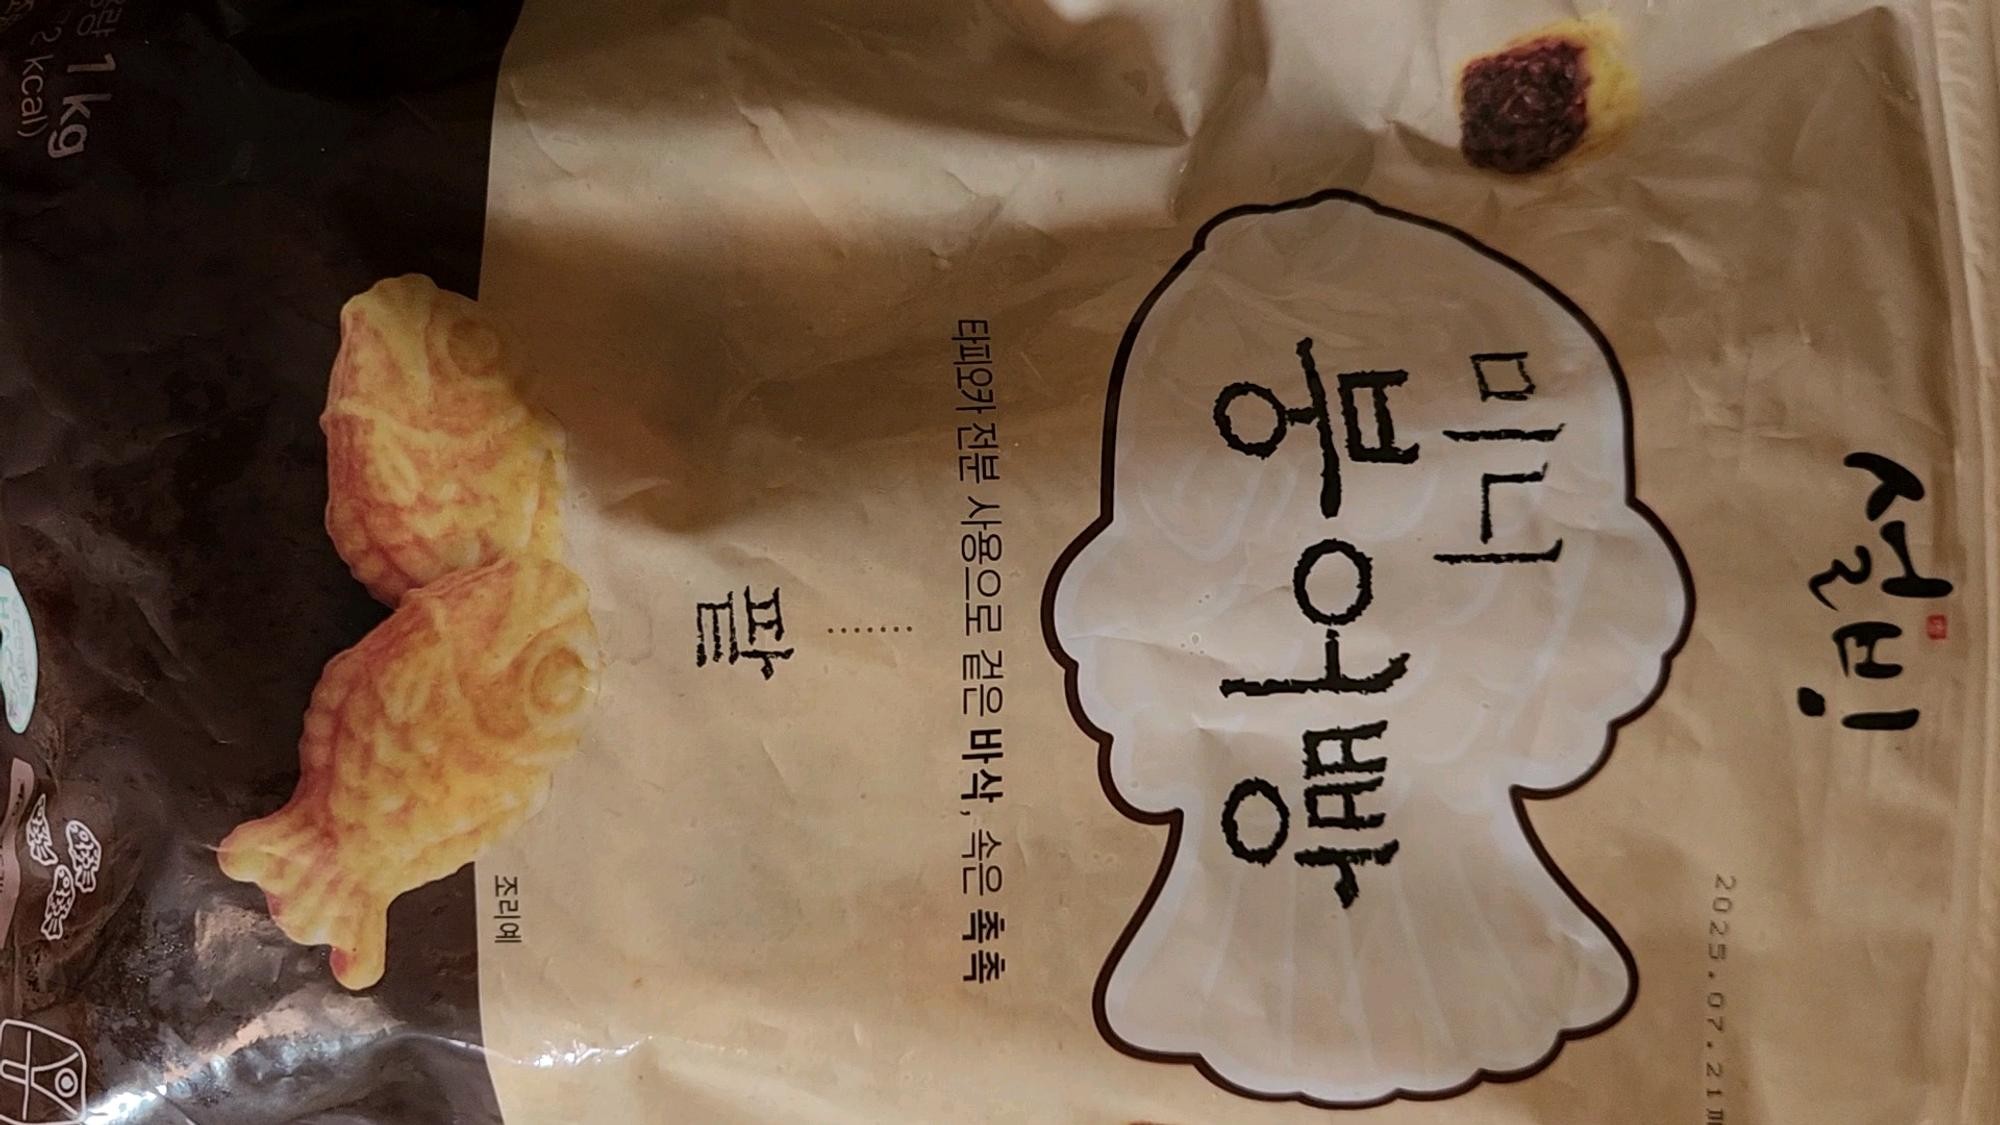 설빙
2025.07.21
미니
붕어빵
타피오카 전분 사용으로 겉은 바삭, 속은 촉촉
팥
조리예
1 kg
kcal)